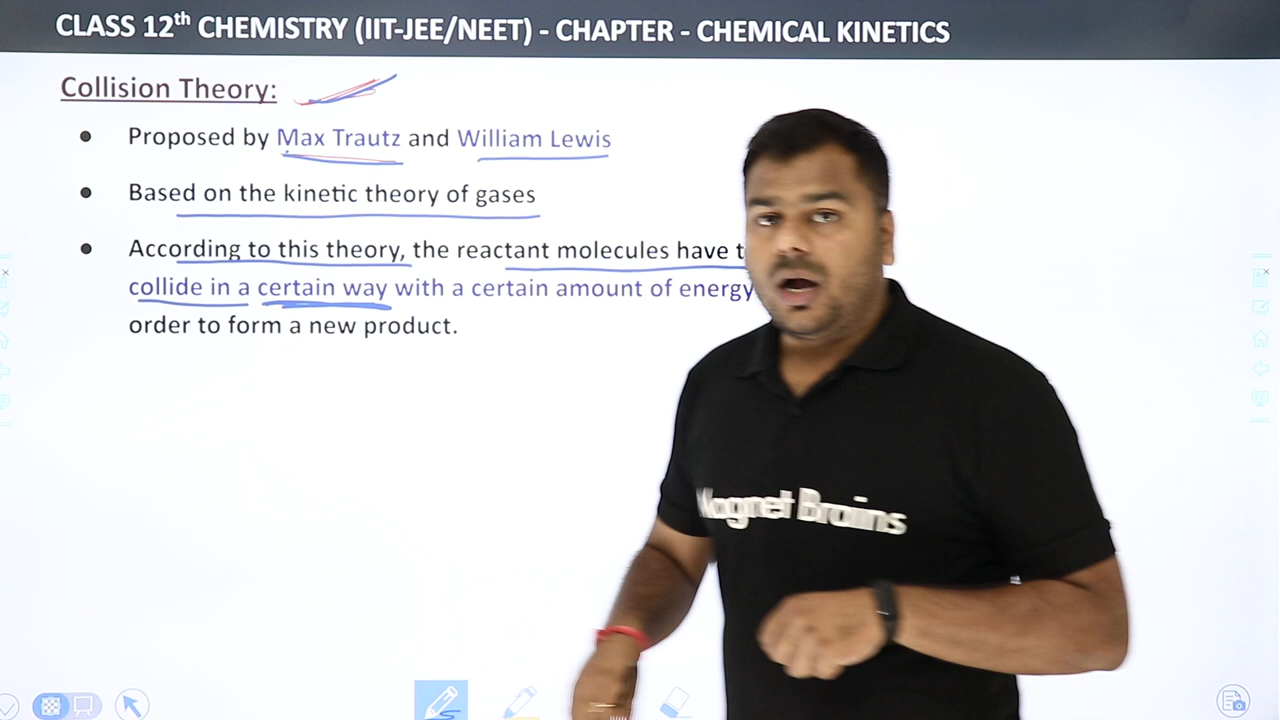 CLASS 12th CHEMISTRY (IIT-JEE/NEET) - CHAPTER - CHEMICAL KINETICS
Collision Theory:
• Proposed by Max Trautz and William Lewis
• Based on the kinetic theory of gases
• According to this theory, the reactant molecules have t
collide in a certain way with a certain amount of energy
order to form a new product.
Magnet Brains